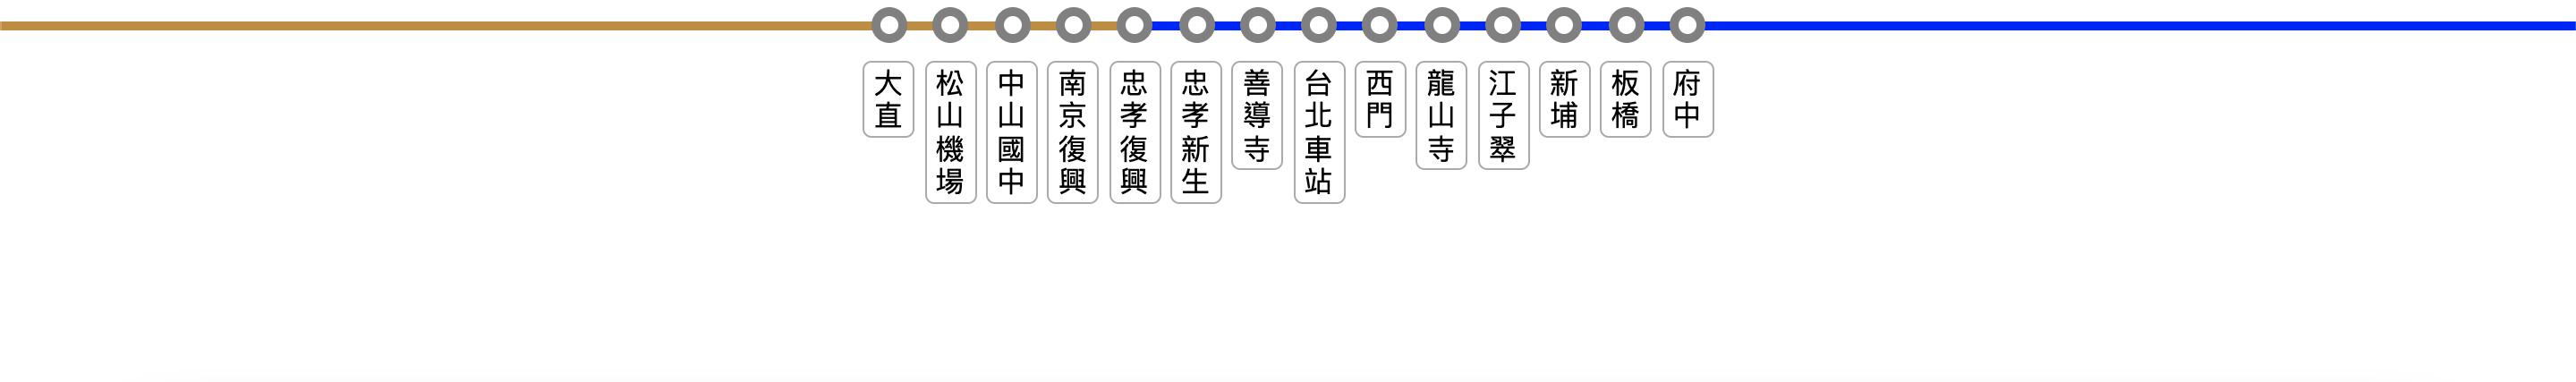 大直
松山機場
中山國中
南京復興
忠孝復興
忠孝新生
善導寺
台北車站
西門
龍山寺
江子翠
新埔
板橋
府中